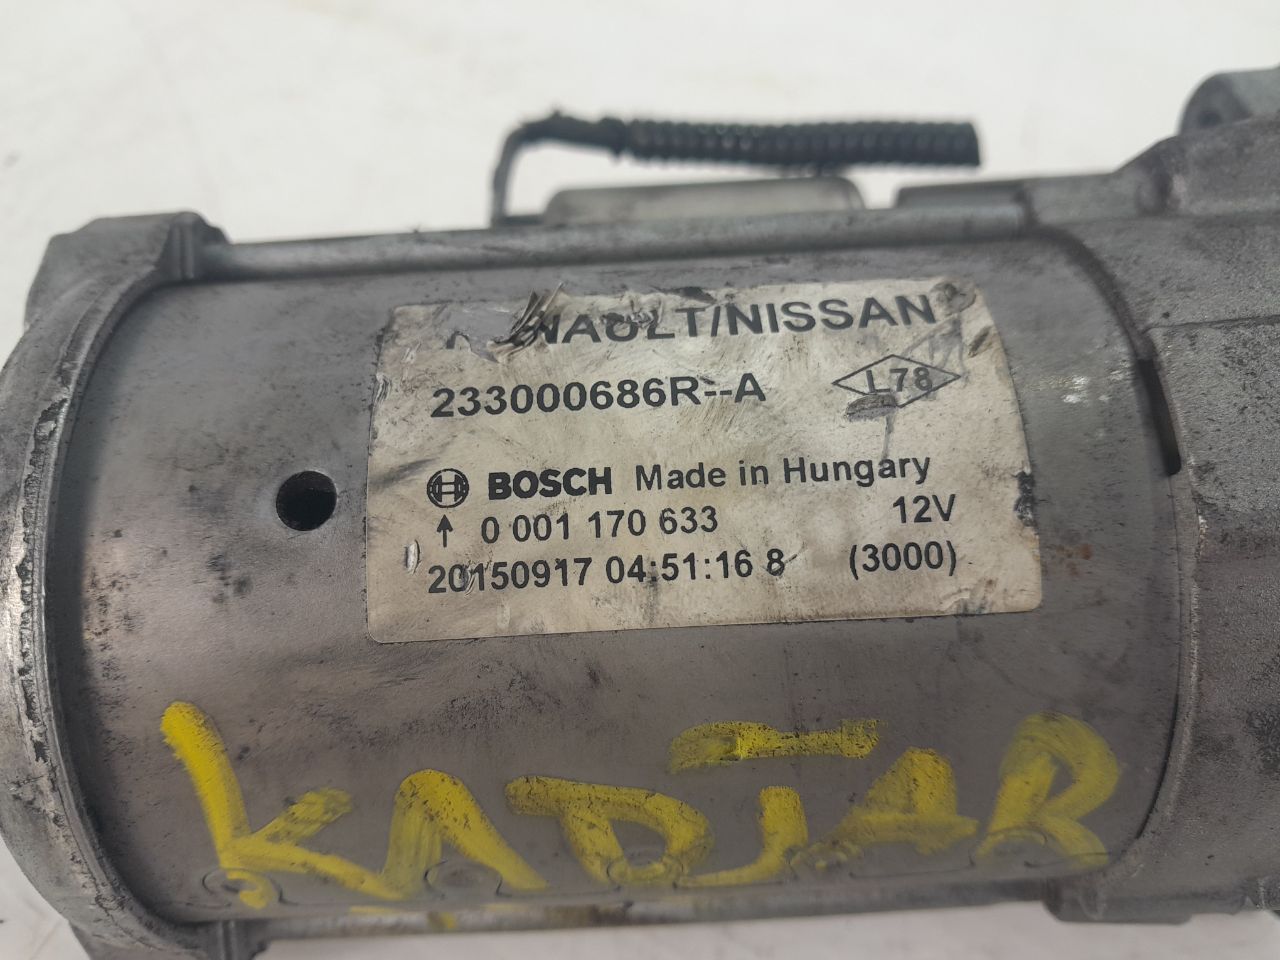 RENAULT/NISSAN
233000686R--A
L78
BOSCH Made in Hungary
0 001 170 633 12V
20150917 04:51:16 8 (3000)
KADJAR